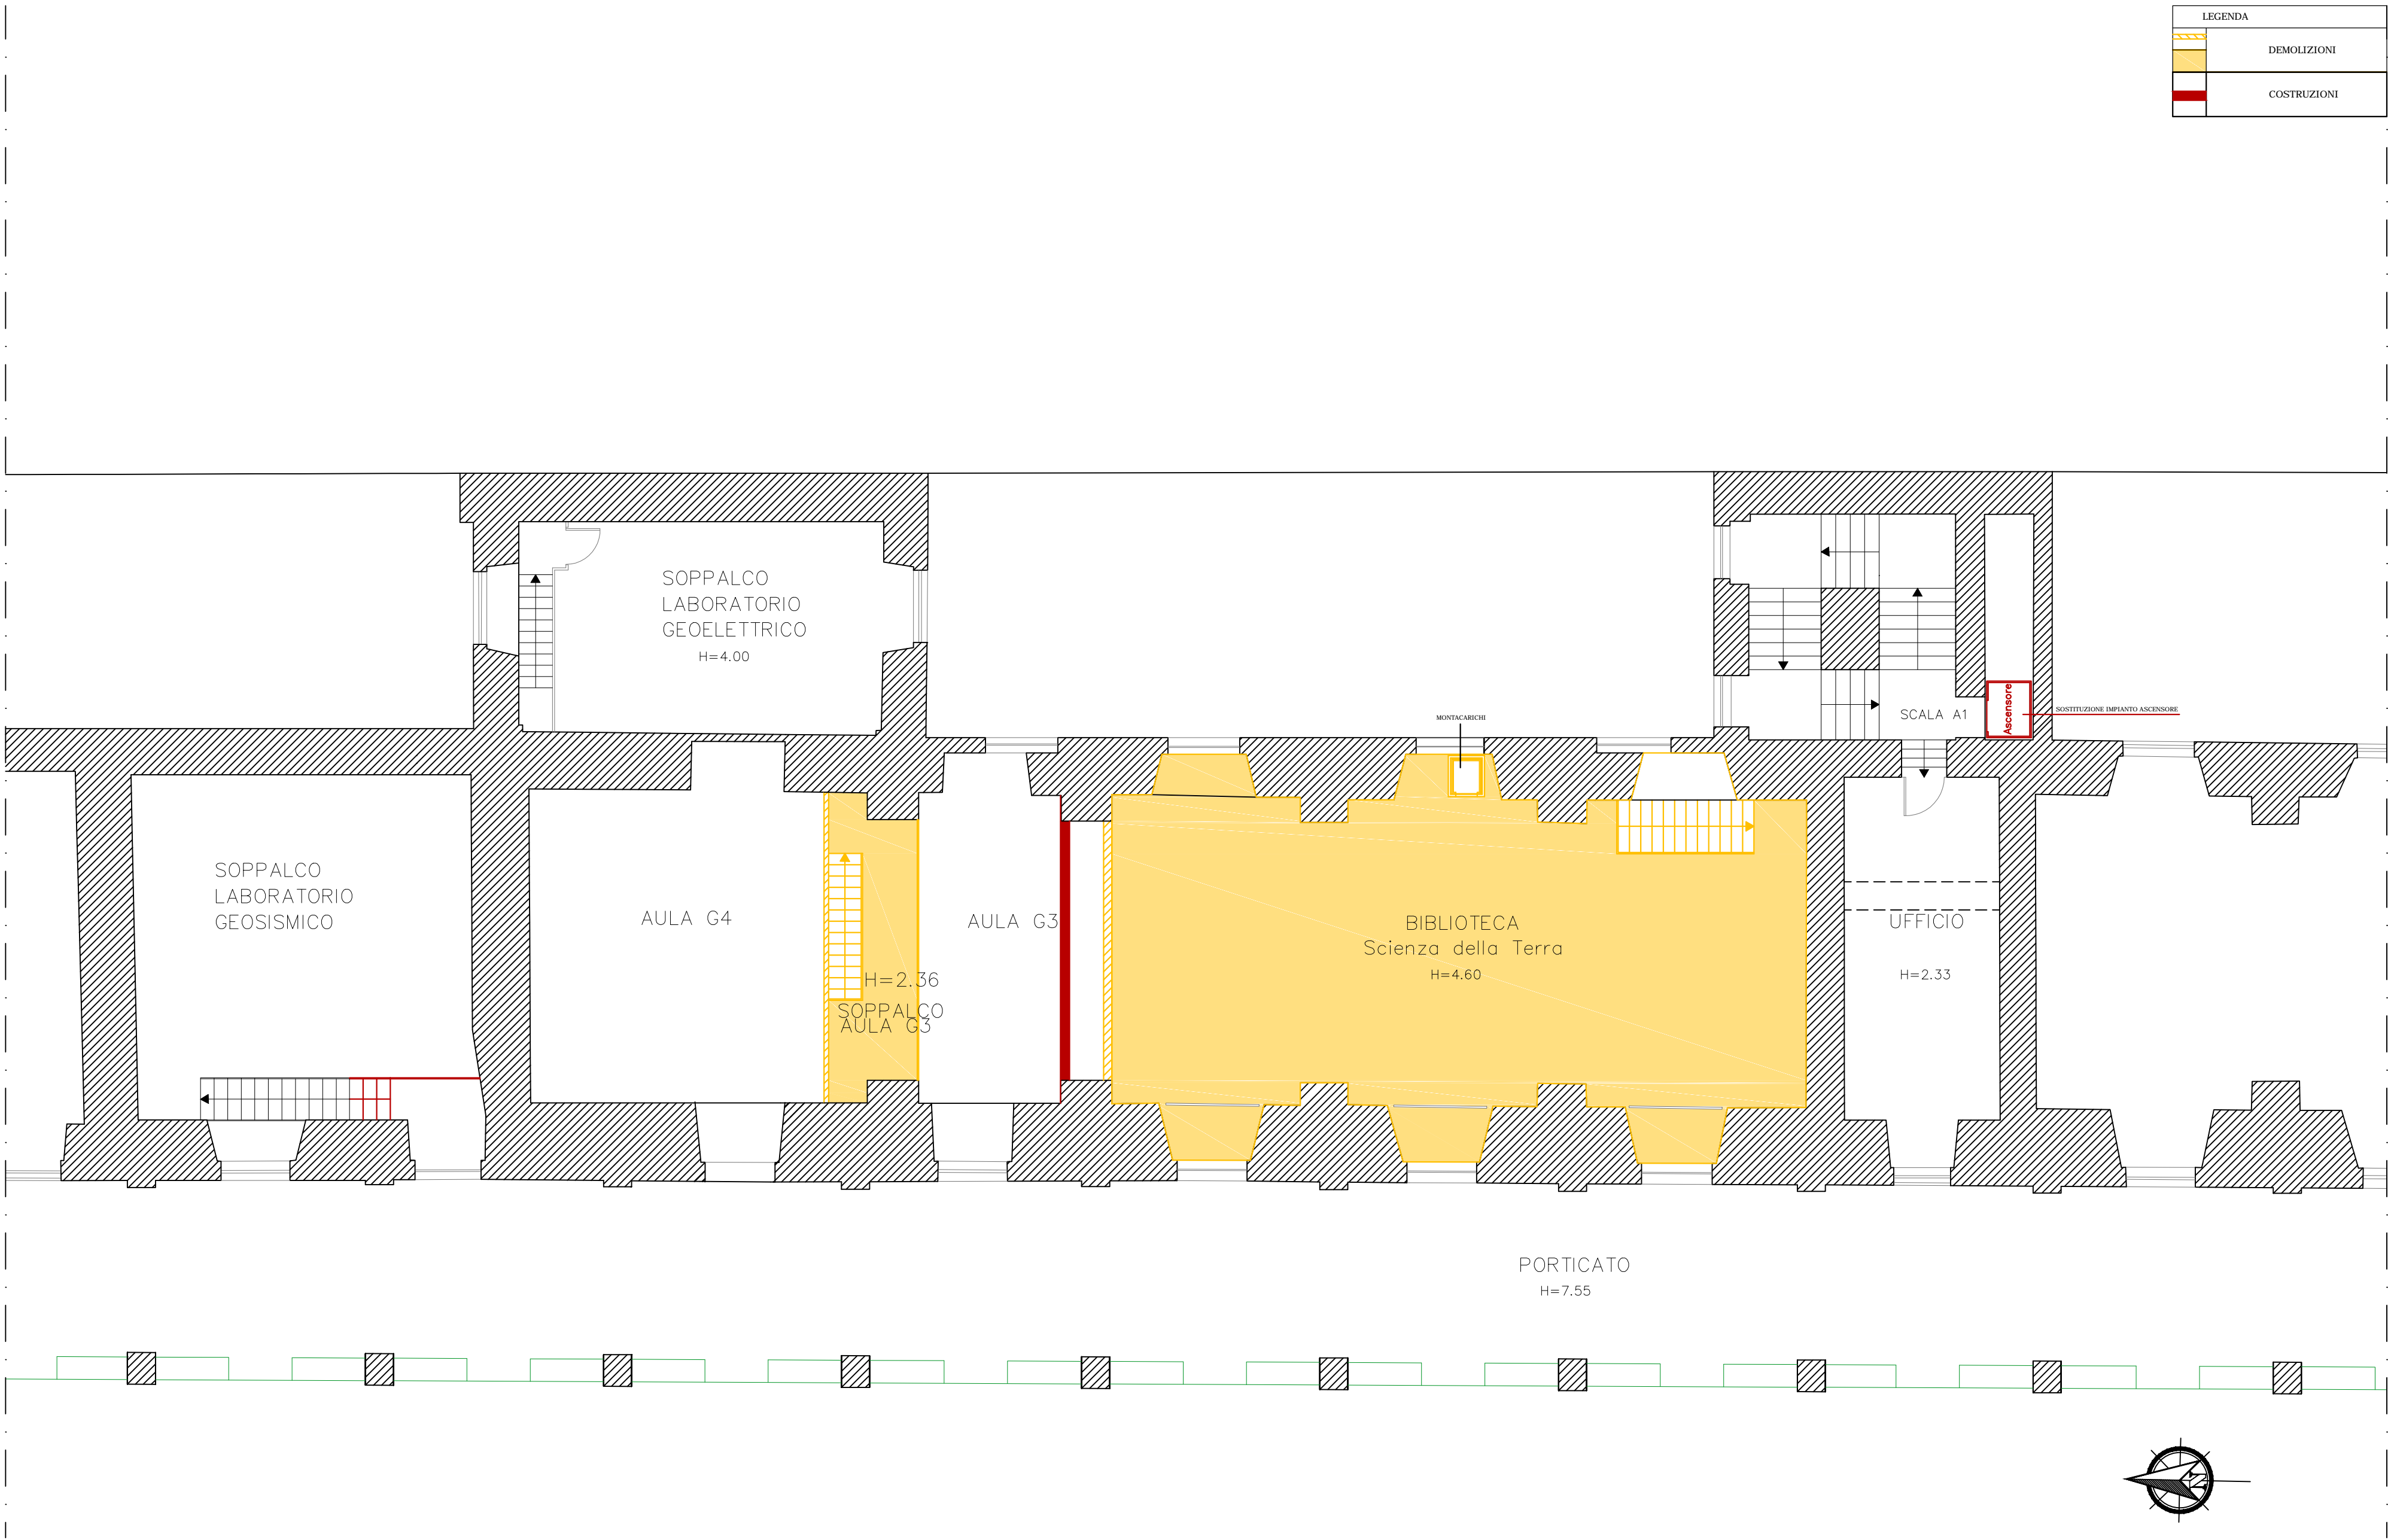 LEGENDA
DEMOLIZIONI
COSTRUZIONI
SOPPALCO
LABORATORIO
GEOELETTRICO
H=4.00
SCALA A1
Ascensore
SOSTITUZIONE IMPIANTO ASCENSORE
MONTACARICHI
SOPPALCO
LABORATORIO
GEOSISMICO
AULA G4
H=2.36
SOPPALCO
AULA G3
AULA G3
BIBLIOTECA
Scienza della Terra
H=4.60
UFFICIO
H=2.33
PORTICATO
H=7.55
N